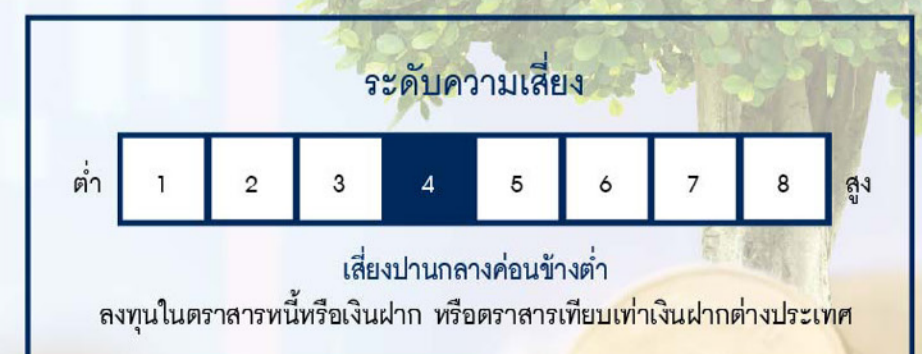 ระดับความเสี่ยง
ต่ำ 1 2 3 4 5 6 7 8 สูง
เสี่ยงปานกลางค่อนข้างต่ำ
ลงทุนในตราสารหนี้หรือเงินฝาก หรือตราสารเทียบเท่าเงินฝากต่างประเทศ